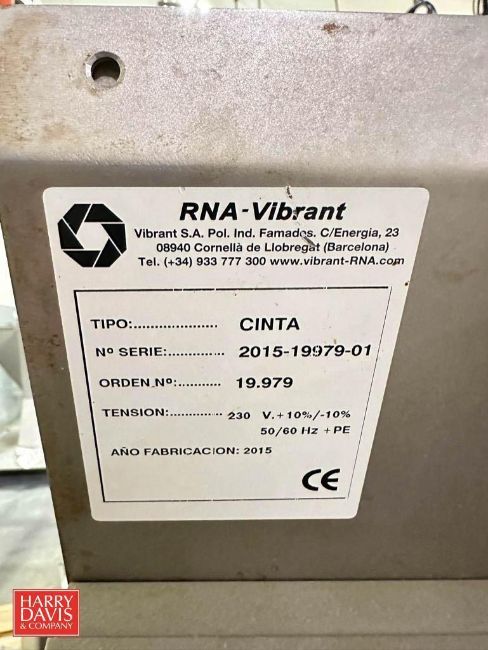 RNA-Vibrant
Vibrant S.A. Pol. Ind. Famades. C/Energia, 23
08940 Cornellà de Llobregat (Barcelona)
Tel. (+34) 933 777 300 www.vibrant-RNA.com
TIPO:..................... CINTA
Nº SERIE:............... 2015-19979-01
ORDEN Nº:.......... 19.979
TENSION:............. 230 V.+10%/-10%
50/60 Hz + PE
AÑO FABRICACION: 2015
CE
HARRY
DAVIS
& COMPANY